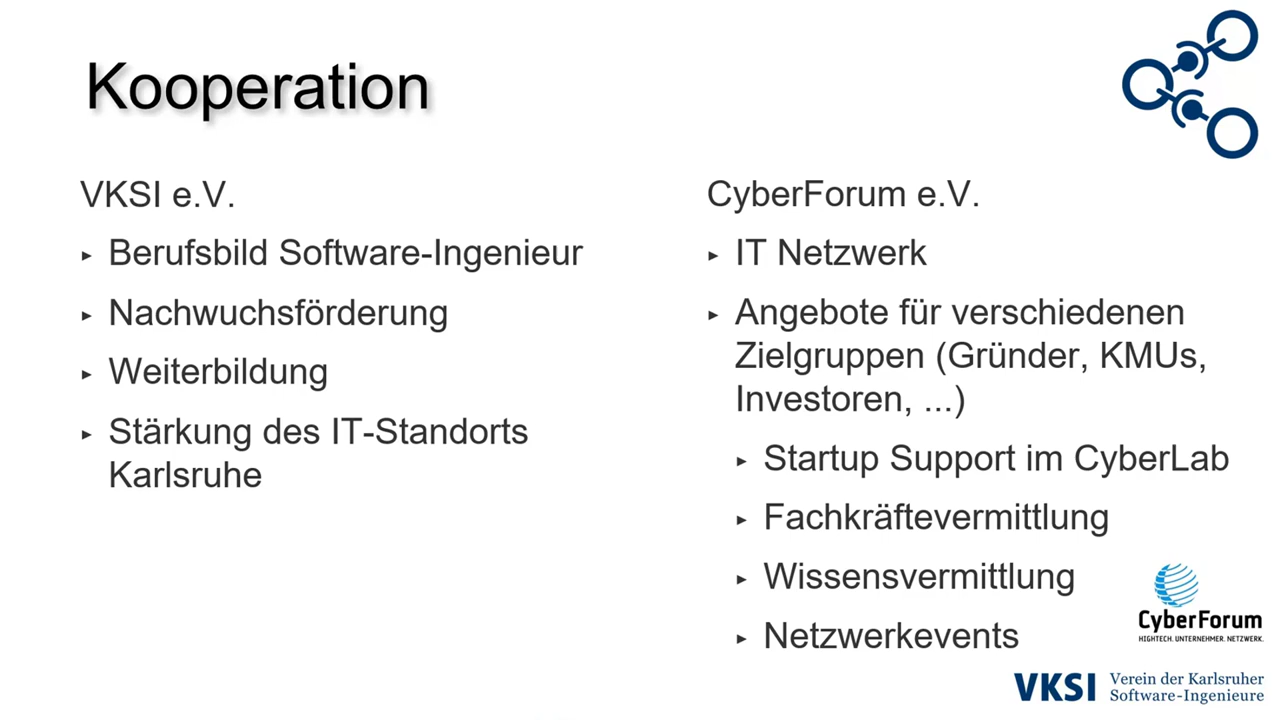 Kooperation
VKSI e.V.
▸ Berufsbild Software-Ingenieur
▸ Nachwuchsförderung
▸ Weiterbildung
▸ Stärkung des IT-Standorts
Karlsruhe
CyberForum e.V.
▸ IT Netzwerk
▸ Angebote für verschiedenen
Zielgruppen (Gründer, KMUs,
Investoren, ...)
▸ Startup Support im CyberLab
▸ Fachkräftevermittlung
▸ Wissensvermittlung
▸ Netzwerkevents
CyberForum
HIGHTECH. UNTERNEHMER. NETZWERK.
VKSI Verein der Karlsruher
Software-Ingenieure